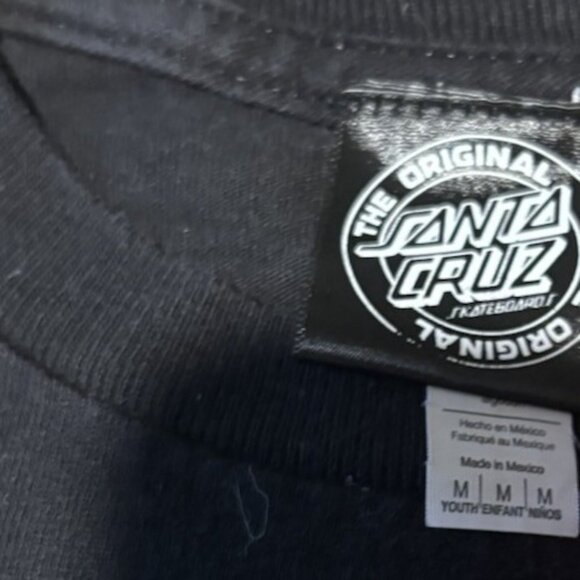 THE ORIGINAL
SANTA
CRUZ
SKATEBOARDS
ORIGINAL
Hecho en México
Fabriqué au Mexique
Made in Mexico
M M M
YOUTH ENFANT NIÑOS